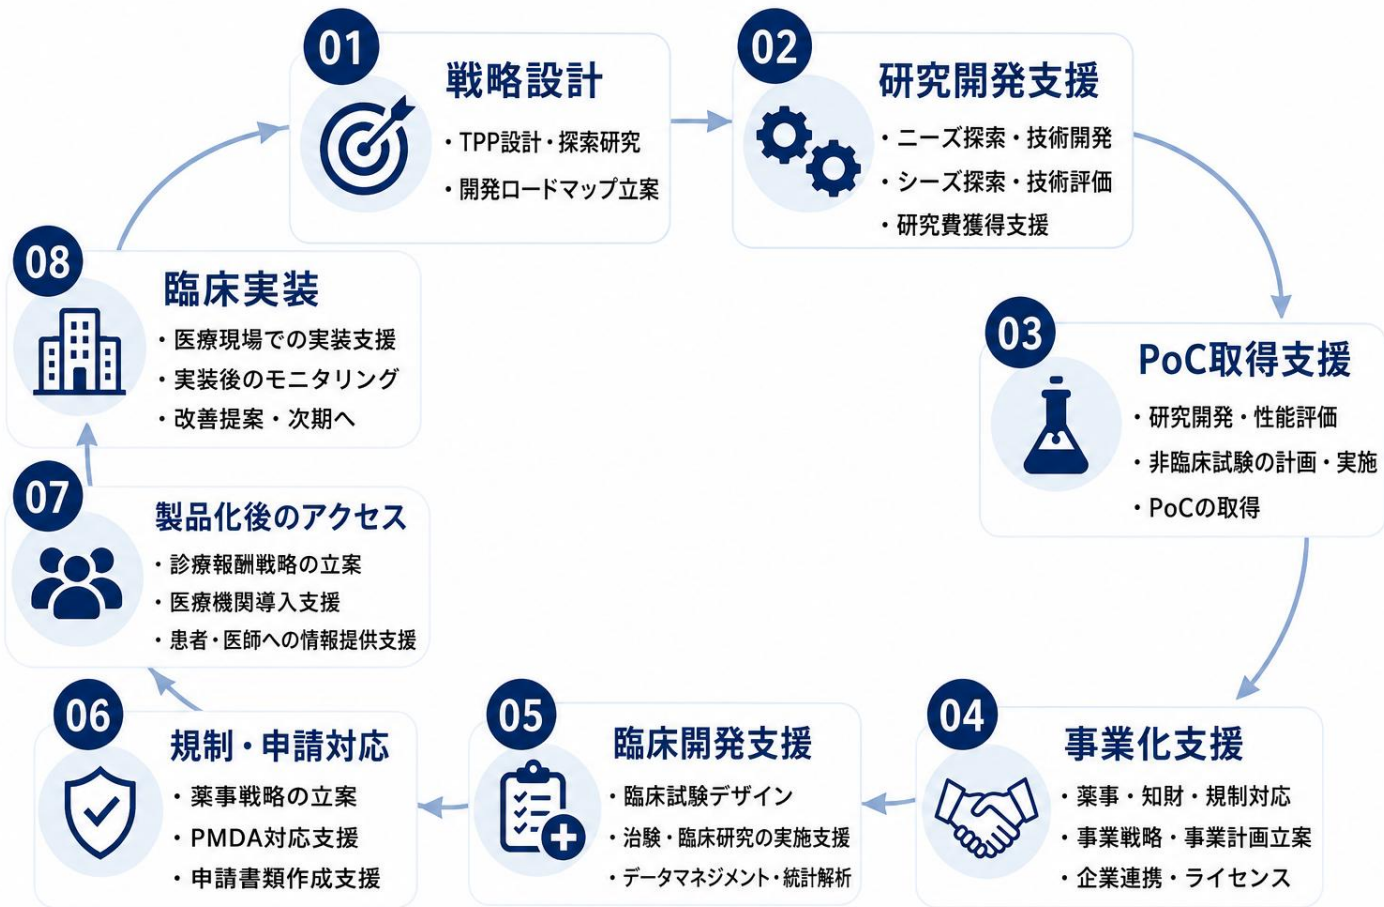 01
戦略設計
・TPP設計・探索研究
・開発ロードマップ立案
02
研究開発支援
・ニーズ探索・技術開発
・シーズ探索・技術評価
・研究費獲得支援
03
PoC取得支援
・研究開発・性能評価
・非臨床試験の計画・実施
・PoCの取得
04
事業化支援
・薬事・知財・規制対応
・事業戦略・事業計画立案
・企業連携・ライセンス
05
臨床開発支援
・臨床試験デザイン
・治験・臨床研究の実施支援
・データマネジメント・統計解析
06
規制・申請対応
・薬事戦略の立案
・PMDA対応支援
・申請書類作成支援
07
製品化後のアクセス
・診療報酬戦略の立案
・医療機関導入支援
・患者・医師への情報提供支援
08
臨床実装
・医療現場での実装支援
・実装後のモニタリング
・改善提案・次期へ